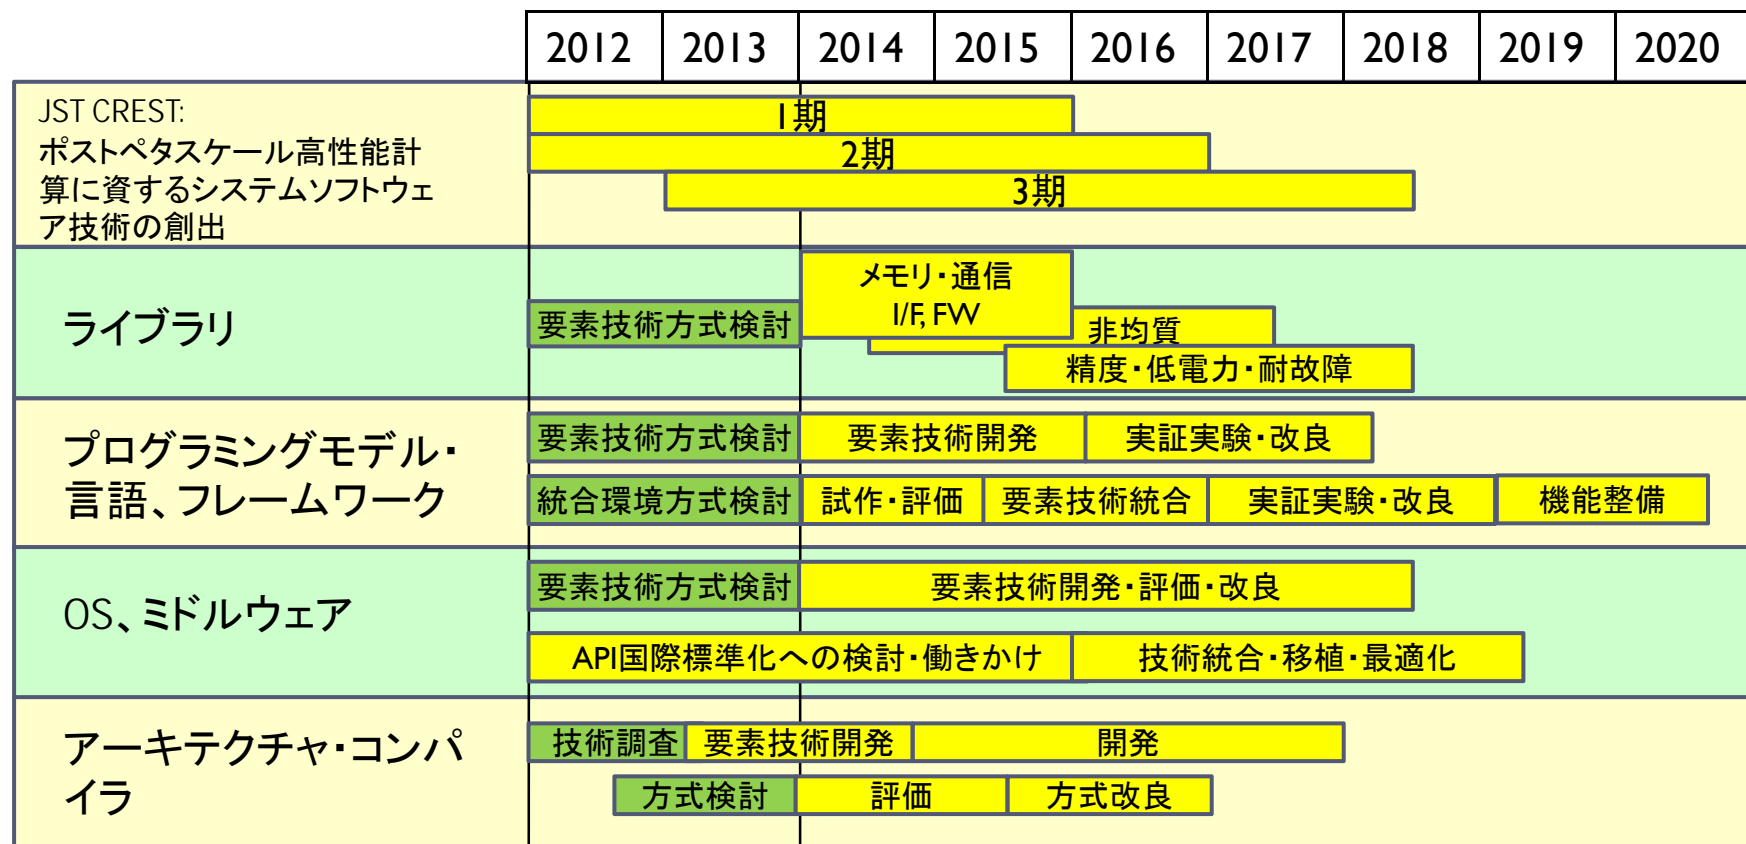 2012 2013 2014 2015 2016 2017 2018 2019 2020
JST CREST:
ポストペタスケール高性能計
算に資するシステムソフトウェ
ア技術の創出
1期
2期
3期
ライブラリ
要素技術方式検討
メモリ・通信
I/F, FW
非均質
精度・低電力・耐故障
プログラミングモデル・
言語、フレームワーク
要素技術方式検討 要素技術開発 実証実験・改良
統合環境方式検討 試作・評価 要素技術統合 実証実験・改良 機能整備
OS、ミドルウェア
要素技術方式検討 要素技術開発・評価・改良
API国際標準化への検討・働きかけ 技術統合・移植・最適化
アーキテクチャ・コンパ
イラ
技術調査 要素技術開発 開発
方式検討 評価 方式改良